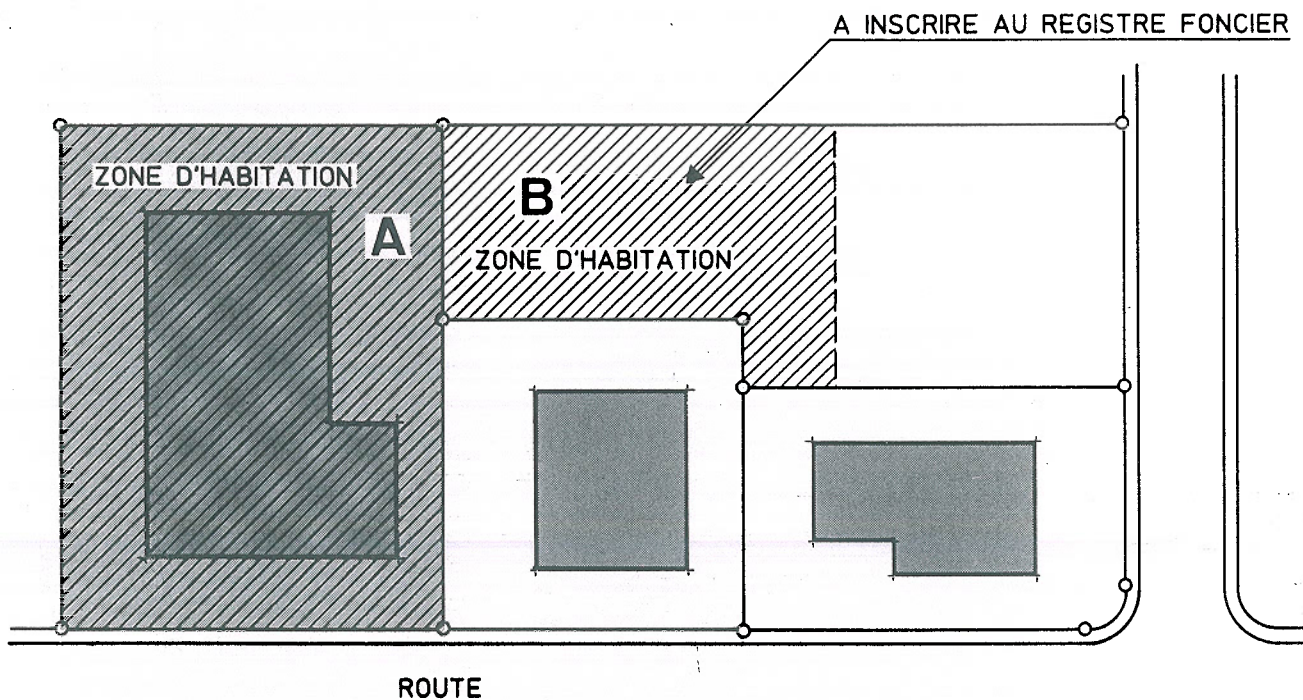 A INSCRIRE AU REGISTRE FONCIER
ZONE D'HABITATION
A
B
ZONE D'HABITATION
ROUTE